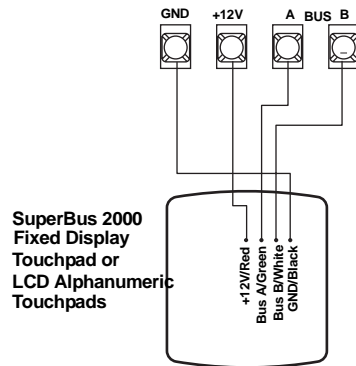 GND +12V A BUS B
SuperBus 2000
Fixed Display
Touchpad or
LCD Alphanumeric
Touchpads
+12V/Red
Bus A/Green
Bus B/White
GND/Black